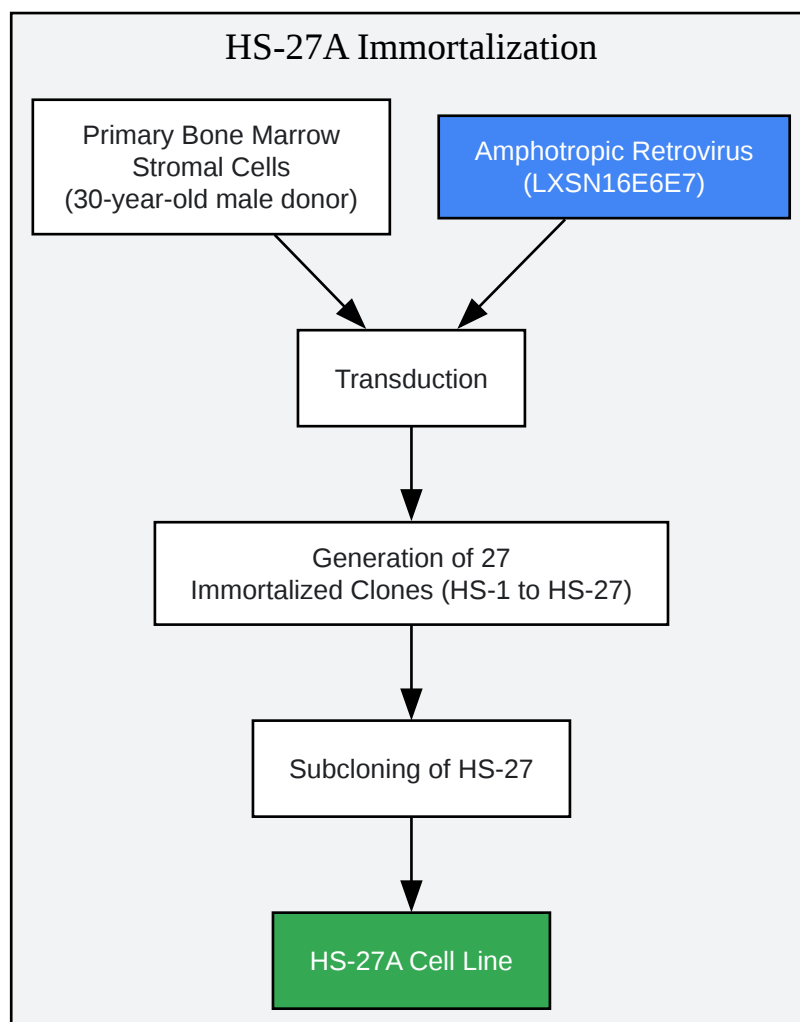 HS-27A Immortalization
Primary Bone Marrow
Stromal Cells
(30-year-old male donor)
Amphotropic Retrovirus
(LXSN16E6E7)
Transduction
Generation of 27
Immortalized Clones (HS-1 to HS-27)
Subcloning of HS-27
HS-27A Cell Line